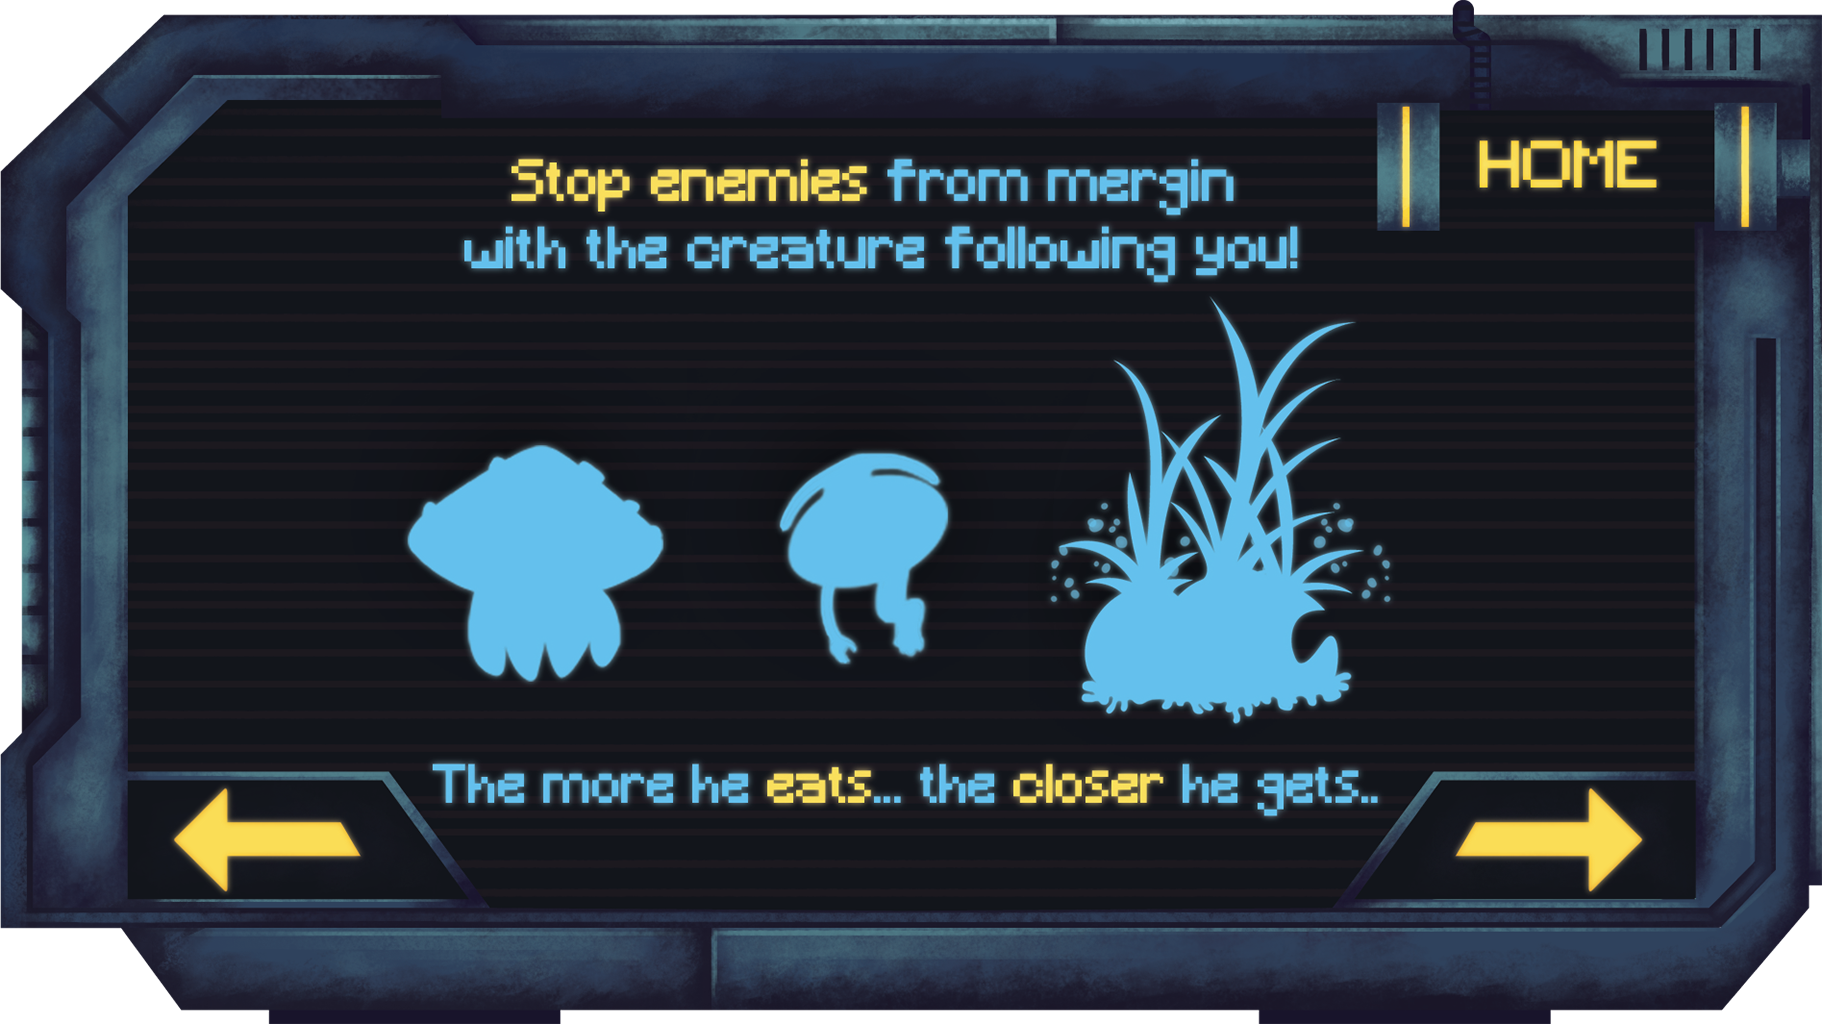 HOME
Stop enemies from mergin
with the creature following you!
The more he eats... the closer he gets..